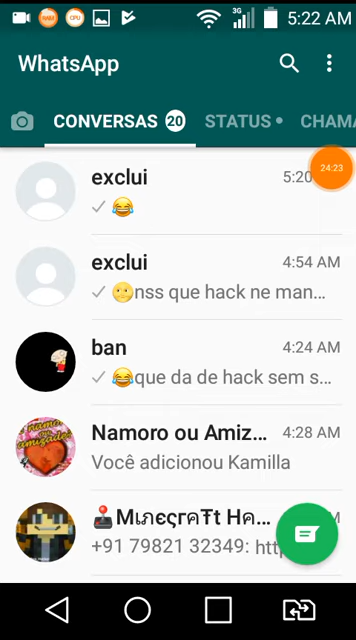 3G 5:22 AM
WhatsApp
CONVERSAS 20 STATUS • CHAMA
exclui 5:20
24:23
😂
exclui 4:54 AM
🌝nss que hack ne man...
ban 4:24 AM
😂que da de hack sem s...
Namoro ou Amiz... 4:28 AM
Você adicionou Kamilla
+91 79821 32349: